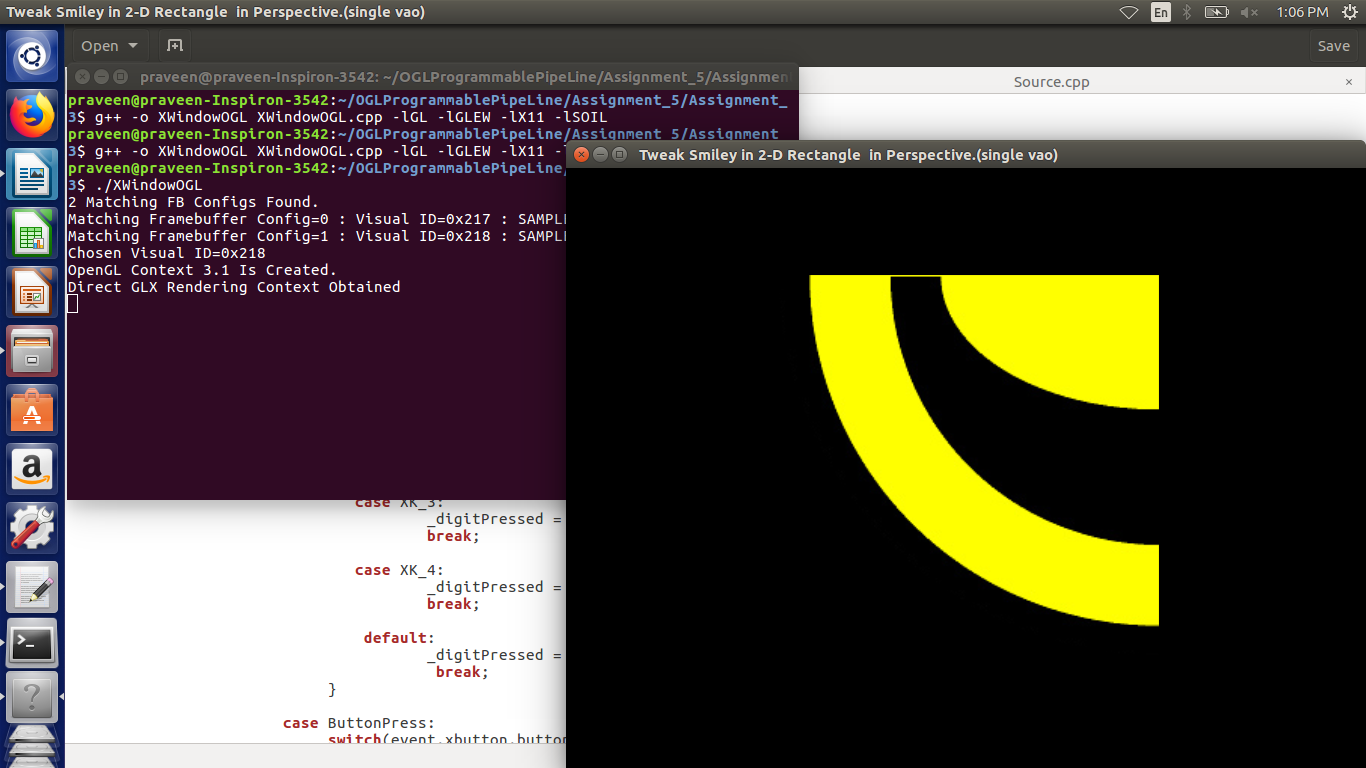 Tweak Smiley in 2-D Rectangle  in Perspective.(single vao)
En
1:06 PM
Open
Save
praveen@praveen-Inspiron-3542: ~/OGLProgrammablePipeLine/Assignment_5/Assignmen
Source.cpp
×
praveen@praveen-Inspiron-3542:~/OGLProgrammablePipeLine/Assignment_5/Assignment_
3$ g++ -o XWindowOGL XWindowOGL.cpp -lGL -lGLEW -lX11 -lSOIL
praveen@praveen-Inspiron-3542:~/OGLProgrammablePipeLine/Assignment_5/Assignment_
3$ g++ -o XWindowOGL XWindowOGL.cpp -lGL -lGLEW -lX11 -
Tweak Smiley in 2-D Rectangle  in Perspective.(single vao)
praveen@praveen-Inspiron-3542:~/OGLProgrammablePipeLine/
3$ ./XWindowOGL
2 Matching FB Configs Found.
Matching Framebuffer Config=0 : Visual ID=0x217 : SAMPL
Matching Framebuffer Config=1 : Visual ID=0x218 : SAMPL
Chosen Visual ID=0x218
OpenGL Context 3.1 Is Created.
Direct GLX Rendering Context Obtained
case XK_3:
_digitPressed =
break;
case XK_4:
_digitPressed =
break;
default:
_digitPressed =
break;
}
case ButtonPress:
switch(event.xbutton.button